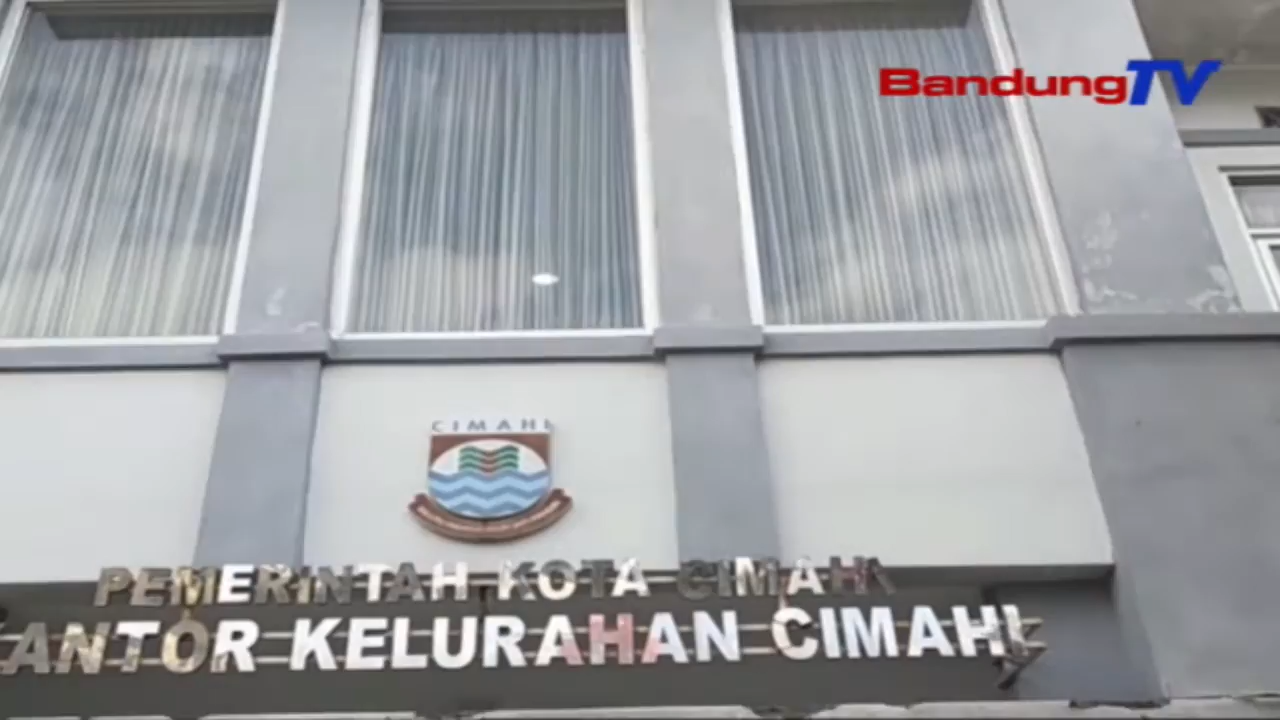 BandungTV
CIMAHI
PEMERINTAH KOTA CIMAHI
ANTOR KELURAHAN CIMAHI